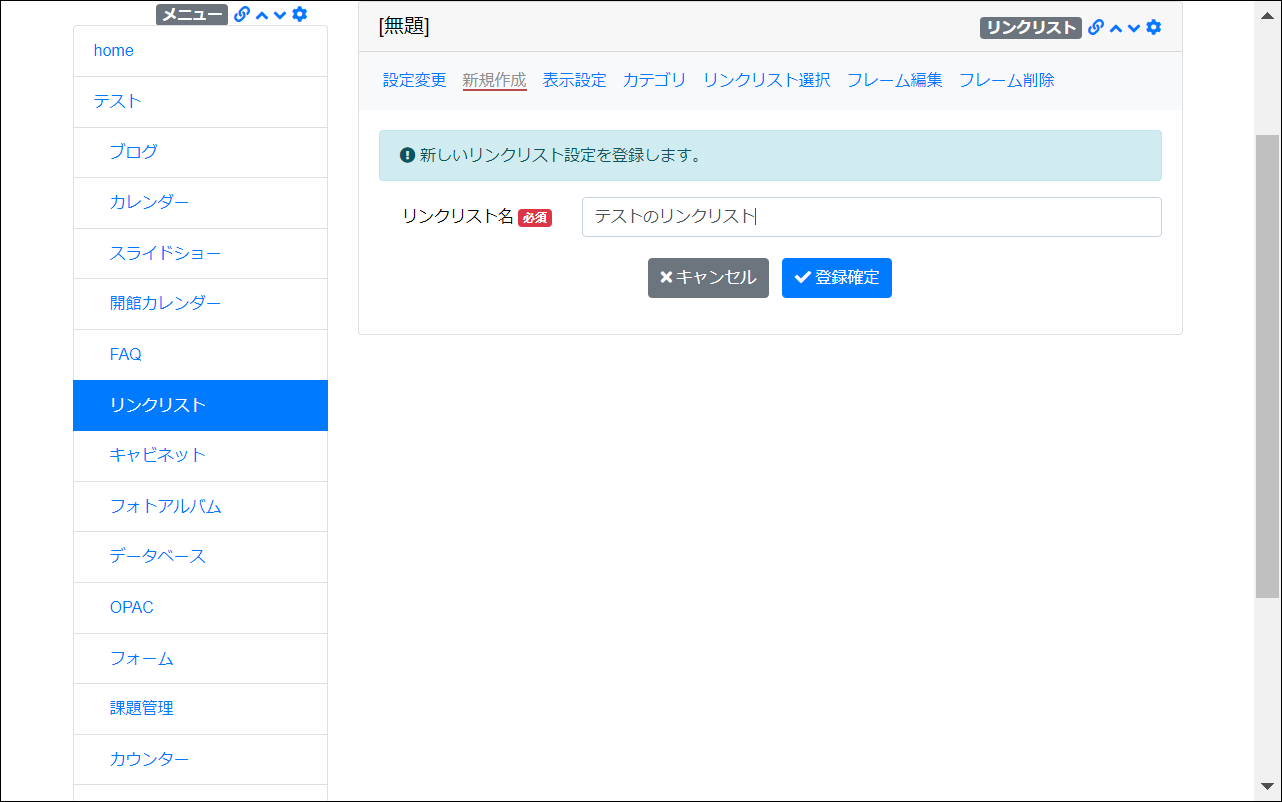 メニュー
home
テスト
ブログ
カレンダー
スライドショー
開館カレンダー
FAQ
リンクリスト
キャビネット
フォトアルバム
データベース
OPAC
フォーム
課題管理
カウンター
[無題]
リンクリスト
設定変更 新規作成 表示設定 カテゴリ リンクリスト選択 フレーム編集 フレーム削除
新しいリンクリスト設定を登録します。
リンクリスト名 必須 テストのリンクリスト
キャンセル 登録確定